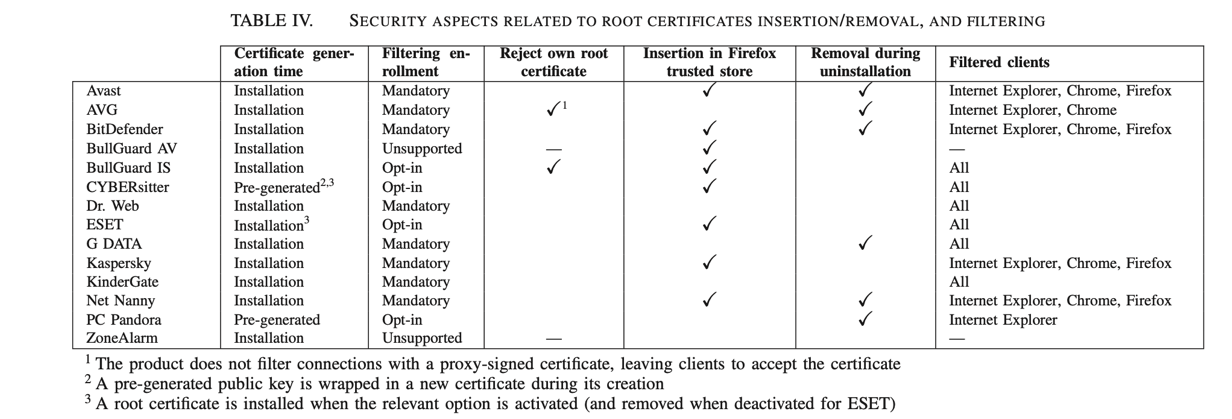 TABLE IV. SECURITY ASPECTS RELATED TO ROOT CERTIFICATES INSERTION/REMOVAL, AND FILTERING
Certificate gener- Filtering en- Reject own root Insertion in Firefox Removal during Filtered clients
ation time rollment certificate trusted store uninstallation
Avast Installation Mandatory ✓ ✓ Internet Explorer, Chrome, Firefox
AVG Installation Mandatory ✓1 ✓ Internet Explorer, Chrome
BitDefender Installation Mandatory ✓ ✓ Internet Explorer, Chrome, Firefox
BullGuard AV Installation Unsupported — ✓ —
BullGuard IS Installation Opt-in ✓ ✓ All
CYBERsitter Pre-generated2,3 Opt-in ✓ All
Dr. Web Installation Mandatory All
ESET Installation3 Opt-in ✓ All
G DATA Installation Mandatory ✓ All
Kaspersky Installation Mandatory ✓ Internet Explorer, Chrome, Firefox
KinderGate Installation Mandatory All
Net Nanny Installation Mandatory ✓ ✓ Internet Explorer, Chrome, Firefox
PC Pandora Pre-generated Opt-in ✓ Internet Explorer
ZoneAlarm Installation Unsupported — —
1 The product does not filter connections with a proxy-signed certificate, leaving clients to accept the certificate
2 A pre-generated public key is wrapped in a new certificate during its creation
3 A root certificate is installed when the relevant option is activated (and removed when deactivated for ESET)